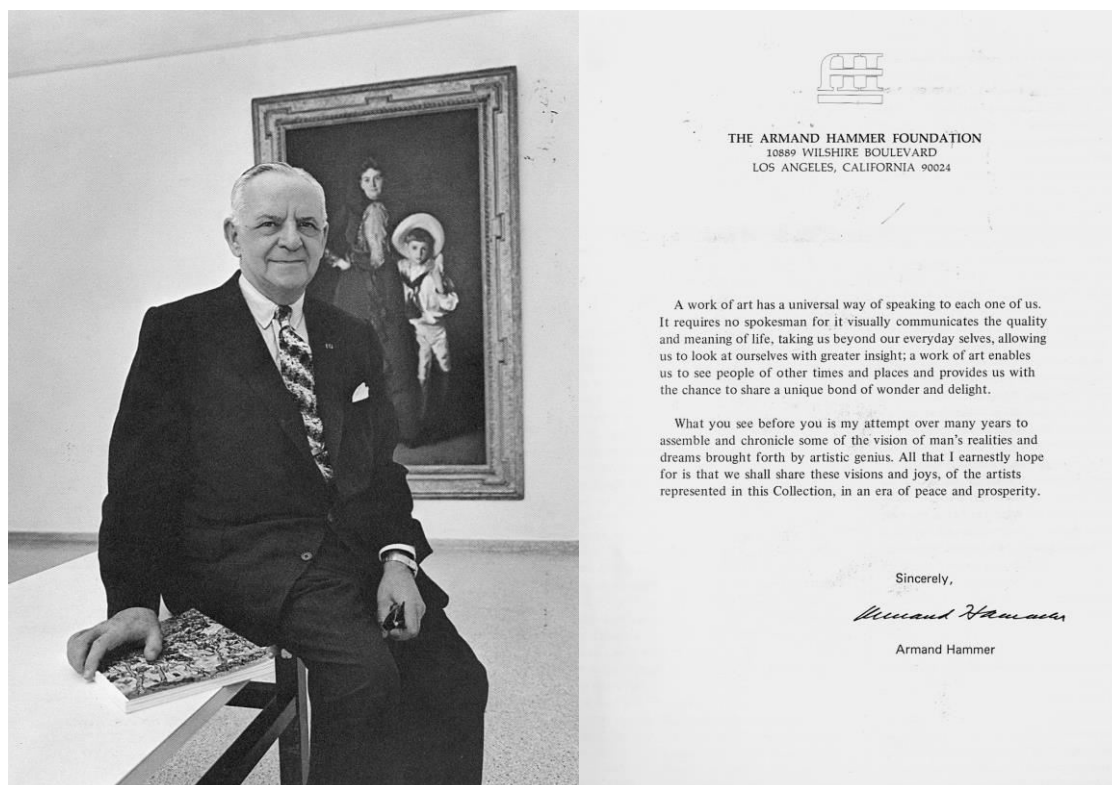 THE ARMAND HAMMER FOUNDATION
10889 WILSHIRE BOULEVARD
LOS ANGELES, CALIFORNIA 90024
A work of art has a universal way of speaking to each one of us.
It requires no spokesman for it visually communicates the quality
and meaning of life, taking us beyond our everyday selves, allowing
us to look at ourselves with greater insight; a work of art enables
us to see people of other times and places and provides us with
the chance to share a unique bond of wonder and delight.
What you see before you is my attempt over many years to
assemble and chronicle some of the vision of man's realities and
dreams brought forth by artistic genius. All that I earnestly hope
for is that we shall share these visions and joys, of the artists
represented in this Collection, in an era of peace and prosperity.
Sincerely,
Armand Hammer
Armand Hammer